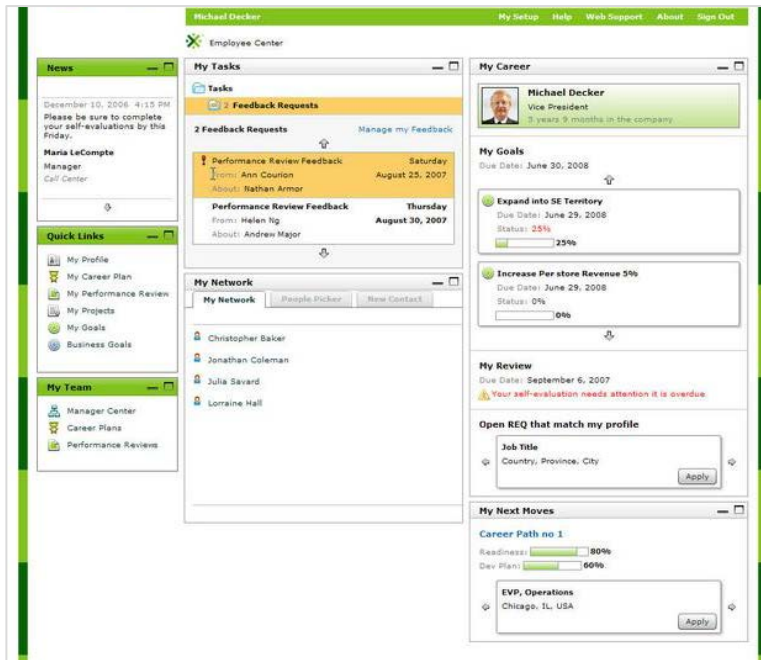 Michael Decker
My Setup Help Web Support About Sign Out
Employee Center
News
December 10, 2006 4:15 PM
Please be sure to complete
your self-evaluations by this
Friday.
Maria LeCompte
Manager
Call Center
Quick Links
My Profile
My Career Plan
My Performance Review
My Projects
My Goals
Business Goals
My Team
Manager Center
Career Plans
Performance Reviews
My Tasks
Tasks
2 Feedback Requests
2 Feedback Requests Manage my Feedback
Performance Review Feedback Saturday
From: Ann Courion August 25, 2007
About: Nathan Armor
Performance Review Feedback Thursday
From: Helen Ng August 30, 2007
About: Andrew Major
My Network
My Network People Picker New Contact
Christopher Baker
Jonathan Coleman
Julia Savard
Lorraine Hall
My Career
Michael Decker
Vice President
5 years 9 months in the company
My Goals
Due Date: June 30, 2008
Expand into SE Territory
Due Date: June 29, 2008
Status: 25%
25%
Increase Per store Revenue 5%
Due Date: June 29, 2008
Status: 0%
0%
My Review
Due Date: September 6, 2007
Your self-evaluation needs attention it is overdue
Open REQ that match my profile
Job Title
Country, Province, City
Apply
My Next Moves
Career Path no 1
Readiness: 80%
Dev Plan: 60%
EVP, Operations
Chicago, IL, USA
Apply